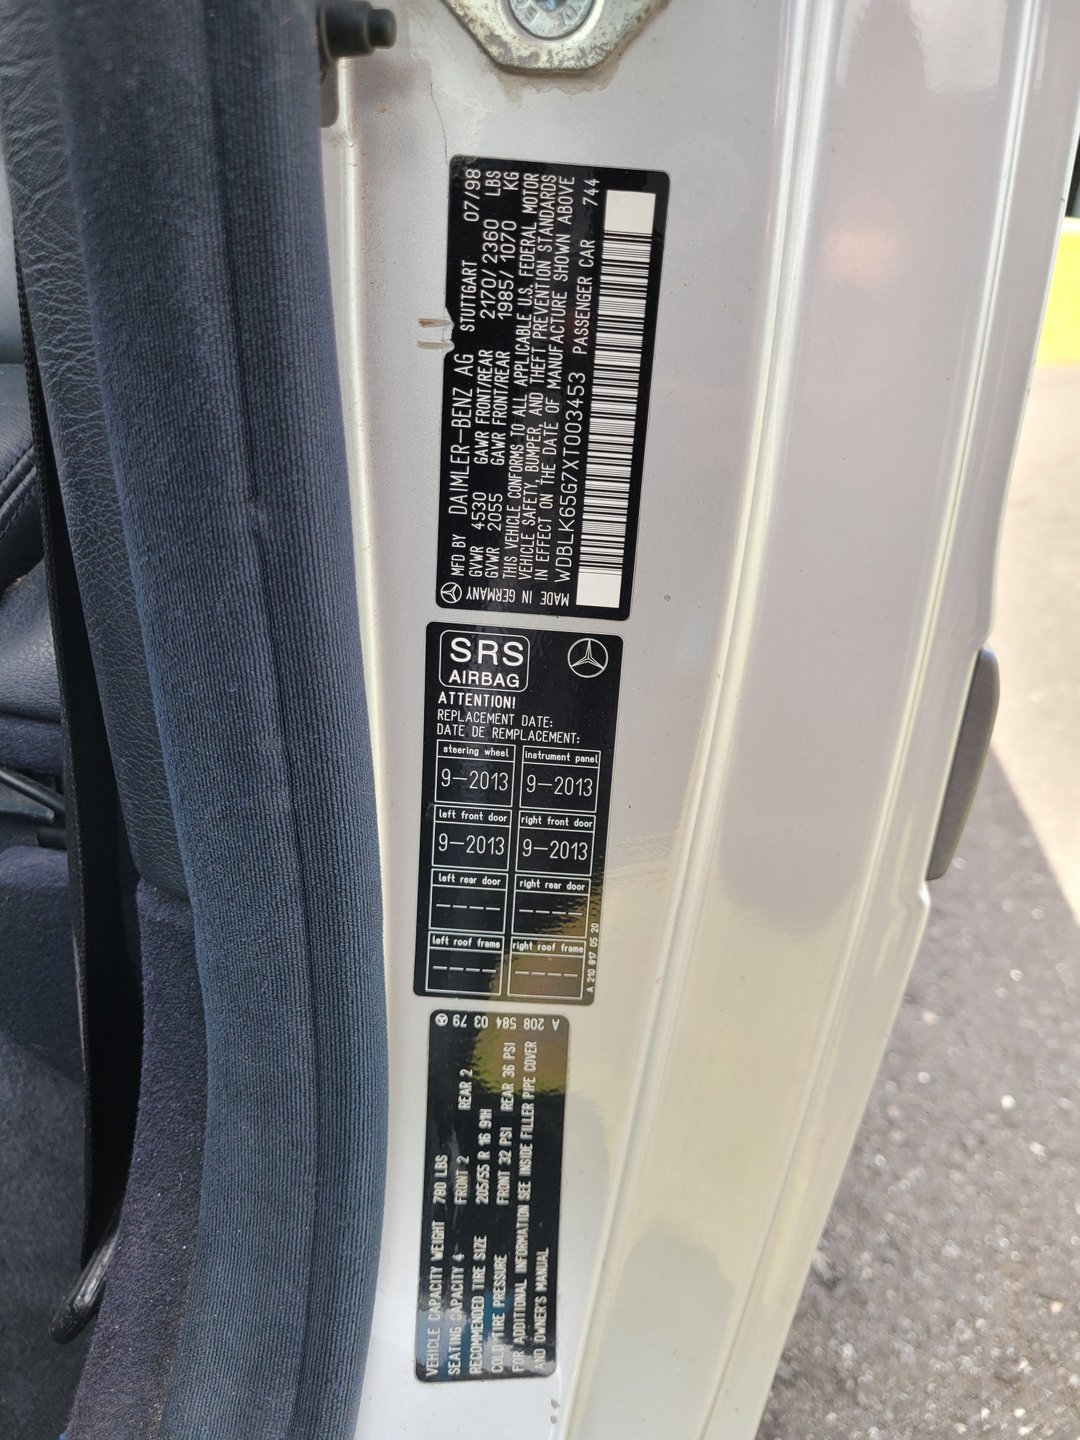 MFD BY DAIMLER-BENZ AG STUTTGART 07/98
GVWR 4530 GAWR FRONT/REAR 2170/2360 LBS
GVWR 2055 GAWR FRONT/REAR 1985/1070 KG
THIS VEHICLE CONFORMS TO ALL APPLICABLE U.S. FEDERAL MOTOR
VEHICLE SAFETY, BUMPER, AND THEFT PREVENTION STANDARDS
IN EFFECT ON THE DATE OF MANUFACTURE SHOWN ABOVE
WDBLK65G7XT003453 PASSENGER CAR 744
MADE IN GERMANY
SRS
AIRBAG
ATTENTION!
REPLACEMENT DATE:
DATE DE REMPLACEMENT:
steering wheel instrument panel
9-2013 9-2013
left front door right front door
9-2013 9-2013
left rear door right rear door
---- ----
left roof frame right roof frame
---- ----
A 210 817 05 20
A 208 584 03 79
VEHICLE CAPACITY WEIGHT 780 LBS
SEATING CAPACITY 4 FRONT 2 REAR 2
RECOMMENDED TIRE SIZE 205/55 R 16 91H
COLD TIRE PRESSURE FRONT 32 PSI REAR 36 PSI
FOR ADDITIONAL INFORMATION SEE INSIDE FILLER PIPE COVER
AND OWNER'S MANUAL